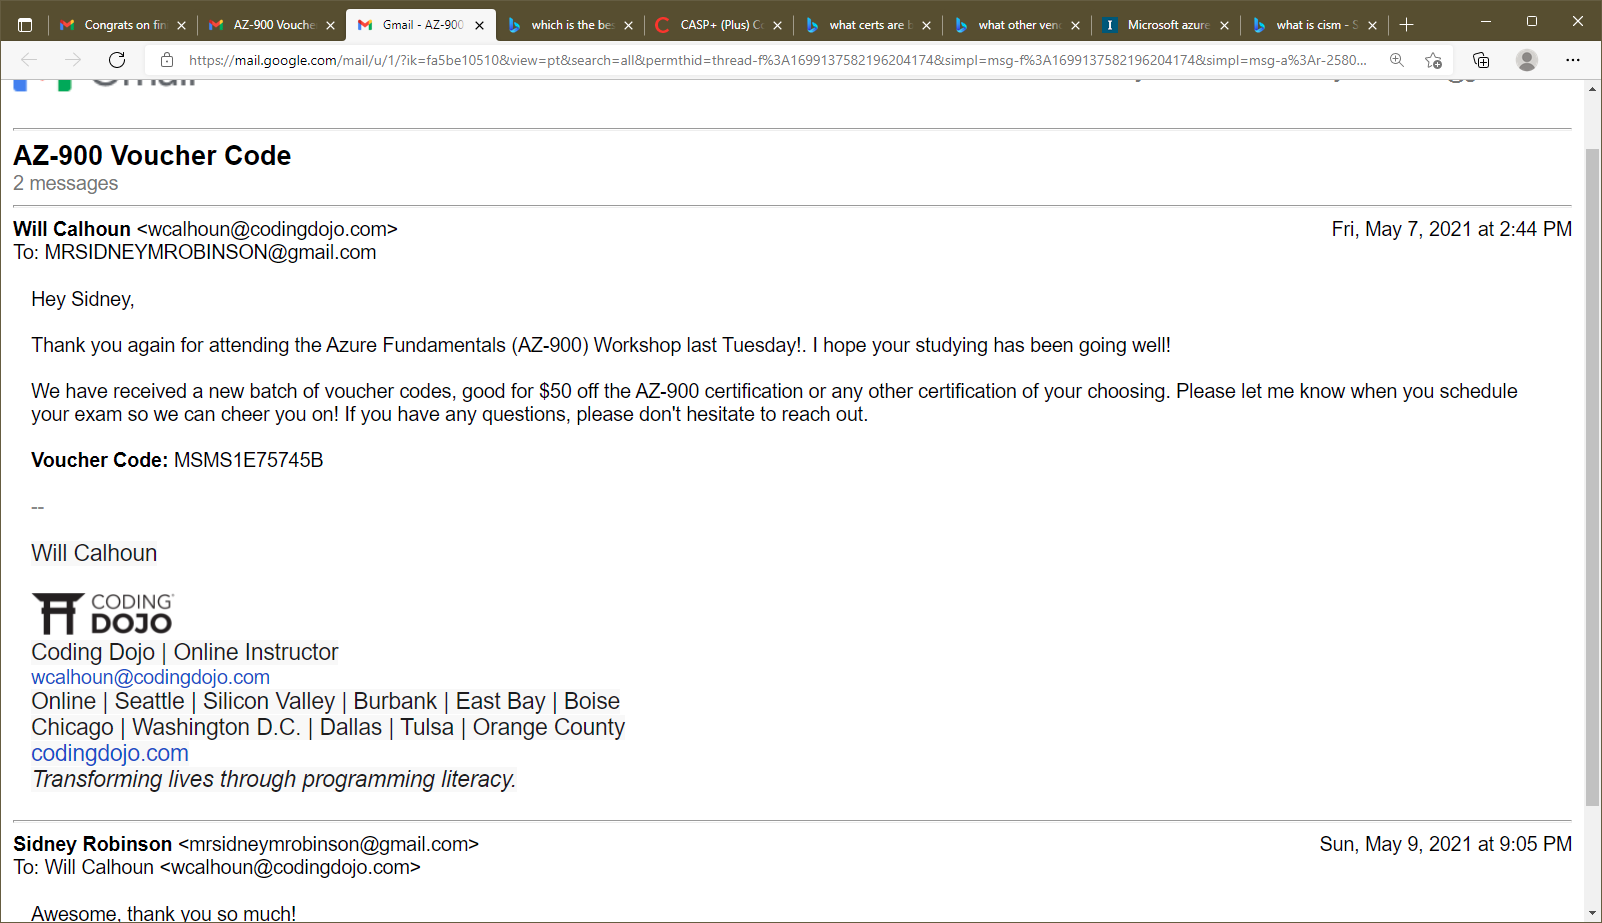 Congrats on fin
AZ-900 Vouche
Gmail - AZ-900
which is the be
CASP+ (Plus) C
what certs are b
what other ven
Microsoft azure
what is cism - S
https://mail.google.com/mail/u/1/?ik=fa5be10510&view=pt&search=all&permthid=thread-f%3A1699137582196204174&simpl=msg-f%3A1699137582196204174&simpl=msg-a%3Ar-2580...
Gmail
AZ-900 Voucher Code
2 messages
Will Calhoun <wcalhoun@codingdojo.com> Fri, May 7, 2021 at 2:44 PM
To: MRSIDNEYMROBINSON@gmail.com
Hey Sidney,
Thank you again for attending the Azure Fundamentals (AZ-900) Workshop last Tuesday!. I hope your studying has been going well!
We have received a new batch of voucher codes, good for $50 off the AZ-900 certification or any other certification of your choosing. Please let me know when you schedule
your exam so we can cheer you on! If you have any questions, please don't hesitate to reach out.
Voucher Code: MSMS1E75745B
--
Will Calhoun
CODING
DOJO
Coding Dojo | Online Instructor
wcalhoun@codingdojo.com
Online | Seattle | Silicon Valley | Burbank | East Bay | Boise
Chicago | Washington D.C. | Dallas | Tulsa | Orange County
codingdojo.com
Transforming lives through programming literacy.
Sidney Robinson <mrsidneymrobinson@gmail.com> Sun, May 9, 2021 at 9:05 PM
To: Will Calhoun <wcalhoun@codingdojo.com>
Awesome, thank you so much!